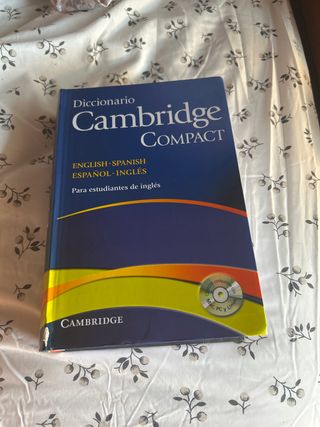 Diccionario
Cambridge
COMPACT
ENGLISH-SPANISH
ESPAÑOL-INGLÉS
Para estudiantes de inglés
CAMBRIDGE